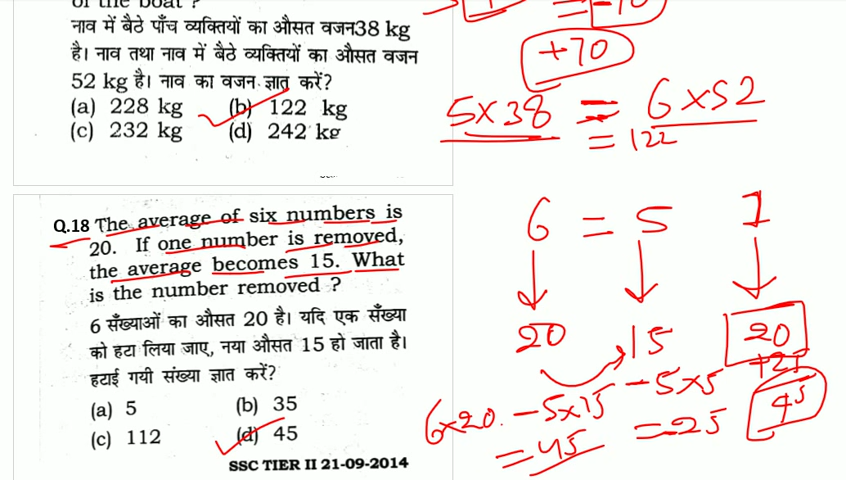 of the boat ?
नाव में बैठे पाँच व्यक्तियों का औसत वजन38 kg
है। नाव तथा नाव में बैठे व्यक्तियों का औसत वजन
52 kg है। नाव का वजन ज्ञात करें?
(a) 228 kg (b) 122 kg
(c) 232 kg (d) 242 kg
+70
5×38 = 6×52
= 122
Q.18 The average of six numbers is
20. If one number is removed,
the average becomes 15. What
is the number removed ?
6 सँख्याओं का औसत 20 है। यदि एक सँख्या
को हटा लिया जाए, नया औसत 15 हो जाता है।
हटाई गयी संख्या ज्ञात करें?
(a) 5 (b) 35
(c) 112 (d) 45
SSC TIER II 21-09-2014
6 = 5 1
20 15 20
+25
6×20 - 5×15 - 5×5 45
= 45 = -25